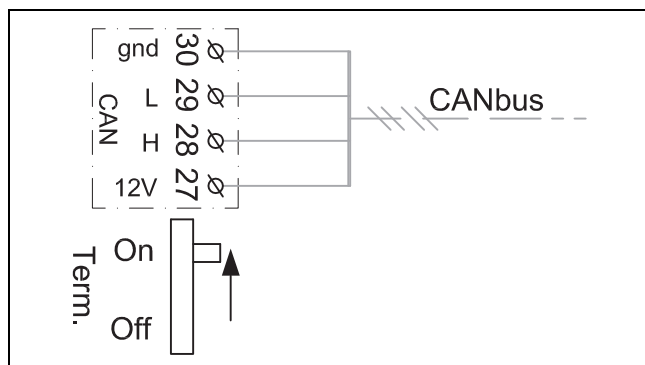 gnd 30
L 29
CAN
H 28
12V 27
CANbus
Term.
On
Off